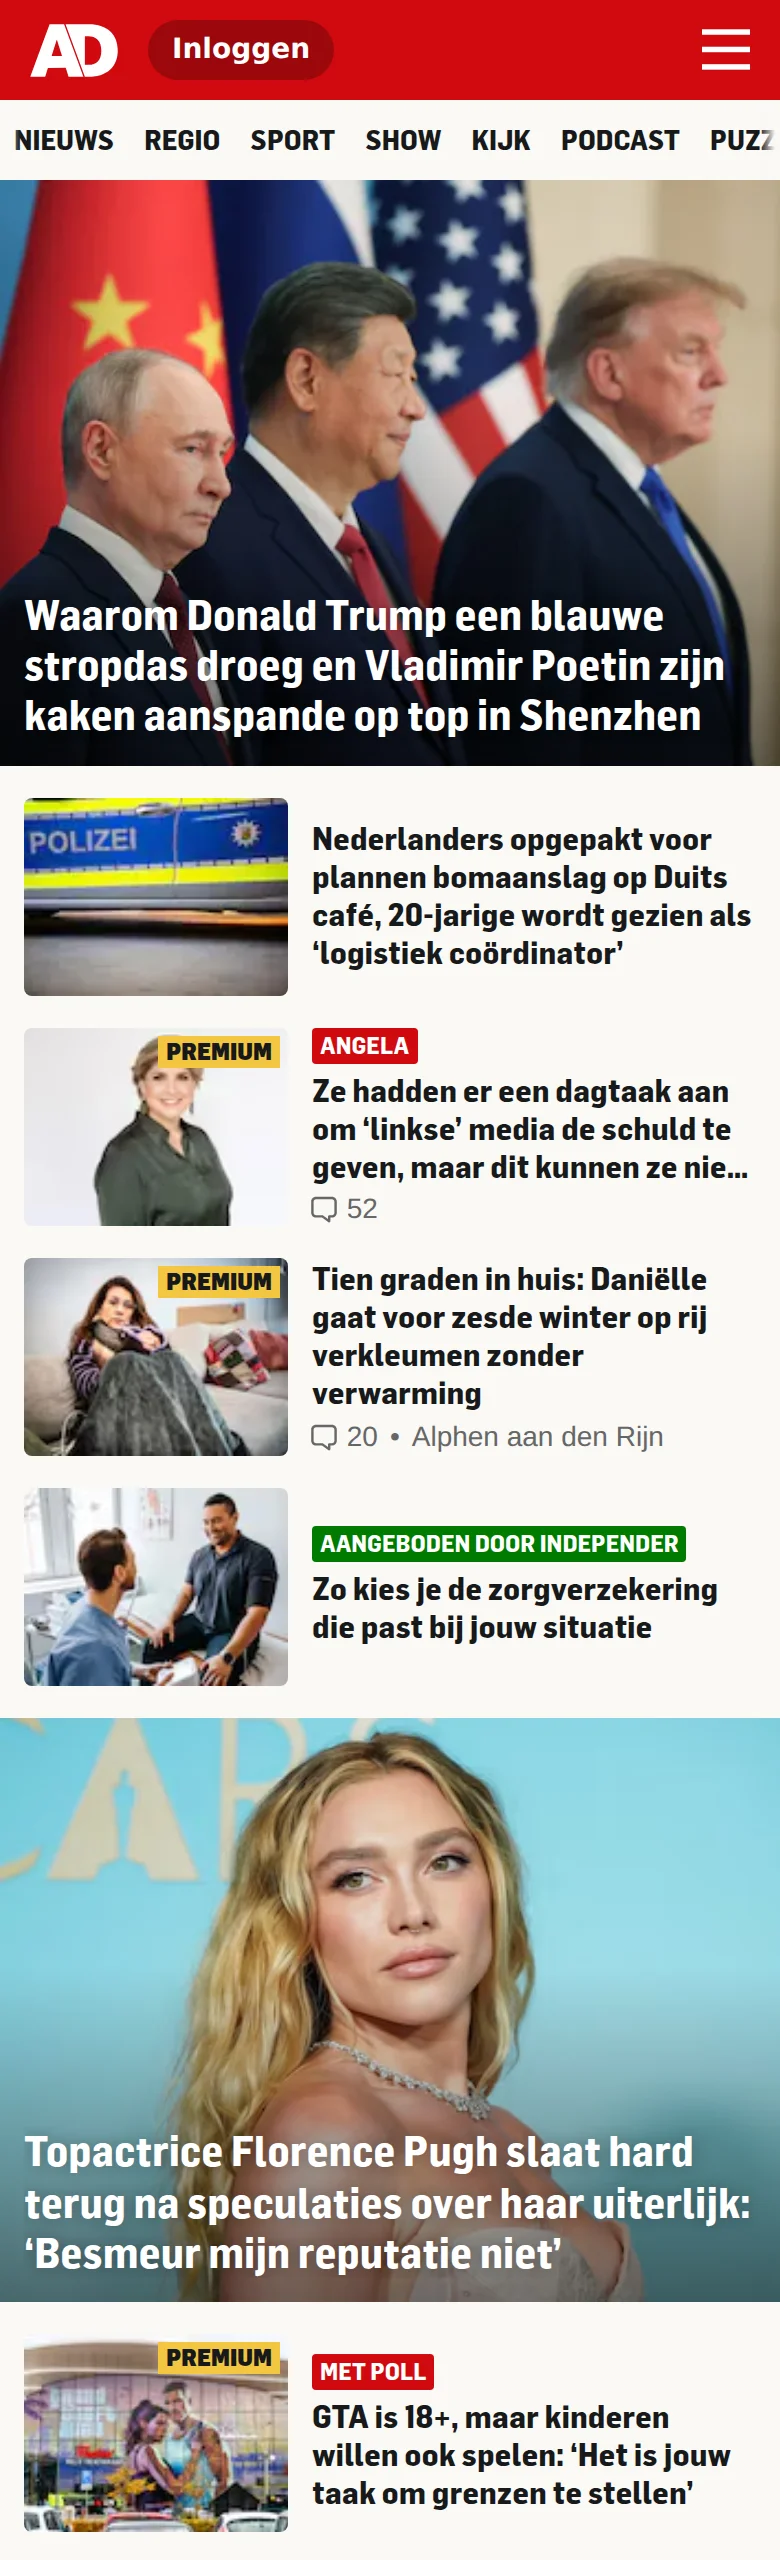 AD Inloggen
NIEUWS REGIO SPORT SHOW KIJK PODCAST PUZZ
Waarom Donald Trump een blauwe
stropdas droeg en Vladimir Poetin zijn
kaken aanspande op top in Shenzhen
POLIZEI
Nederlanders opgepakt voor
plannen bomaanslag op Duits
café, 20-jarige wordt gezien als
‘logistiek coördinator’
PREMIUM
ANGELA
Ze hadden er een dagtaak aan
om ‘linkse’ media de schuld te
geven, maar dit kunnen ze nie...
52
PREMIUM
Tien graden in huis: Daniëlle
gaat voor zesde winter op rij
verkleumen zonder
verwarming
20 • Alphen aan den Rijn
AANGEBODEN DOOR INDEPENDER
Zo kies je de zorgverzekering
die past bij jouw situatie
Topactrice Florence Pugh slaat hard
terug na speculaties over haar uiterlijk:
‘Besmeur mijn reputatie niet’
PREMIUM
MET POLL
GTA is 18+, maar kinderen
willen ook spelen: ‘Het is jouw
taak om grenzen te stellen’